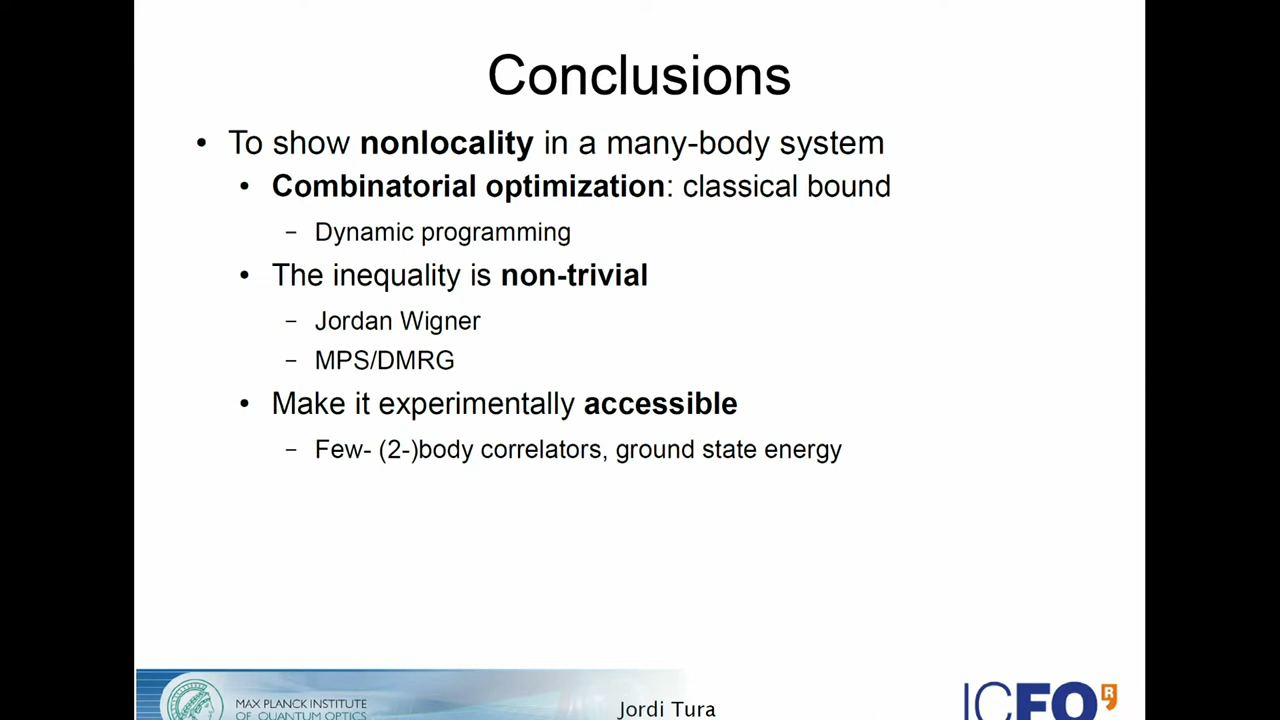 Conclusions
• To show nonlocality in a many-body system
• Combinatorial optimization: classical bound
– Dynamic programming
• The inequality is non-trivial
– Jordan Wigner
– MPS/DMRG
• Make it experimentally accessible
– Few- (2-)body correlators, ground state energy
MAX PLANCK INSTITUTE
OF QUANTUM OPTICS
Jordi Tura
ICFO R